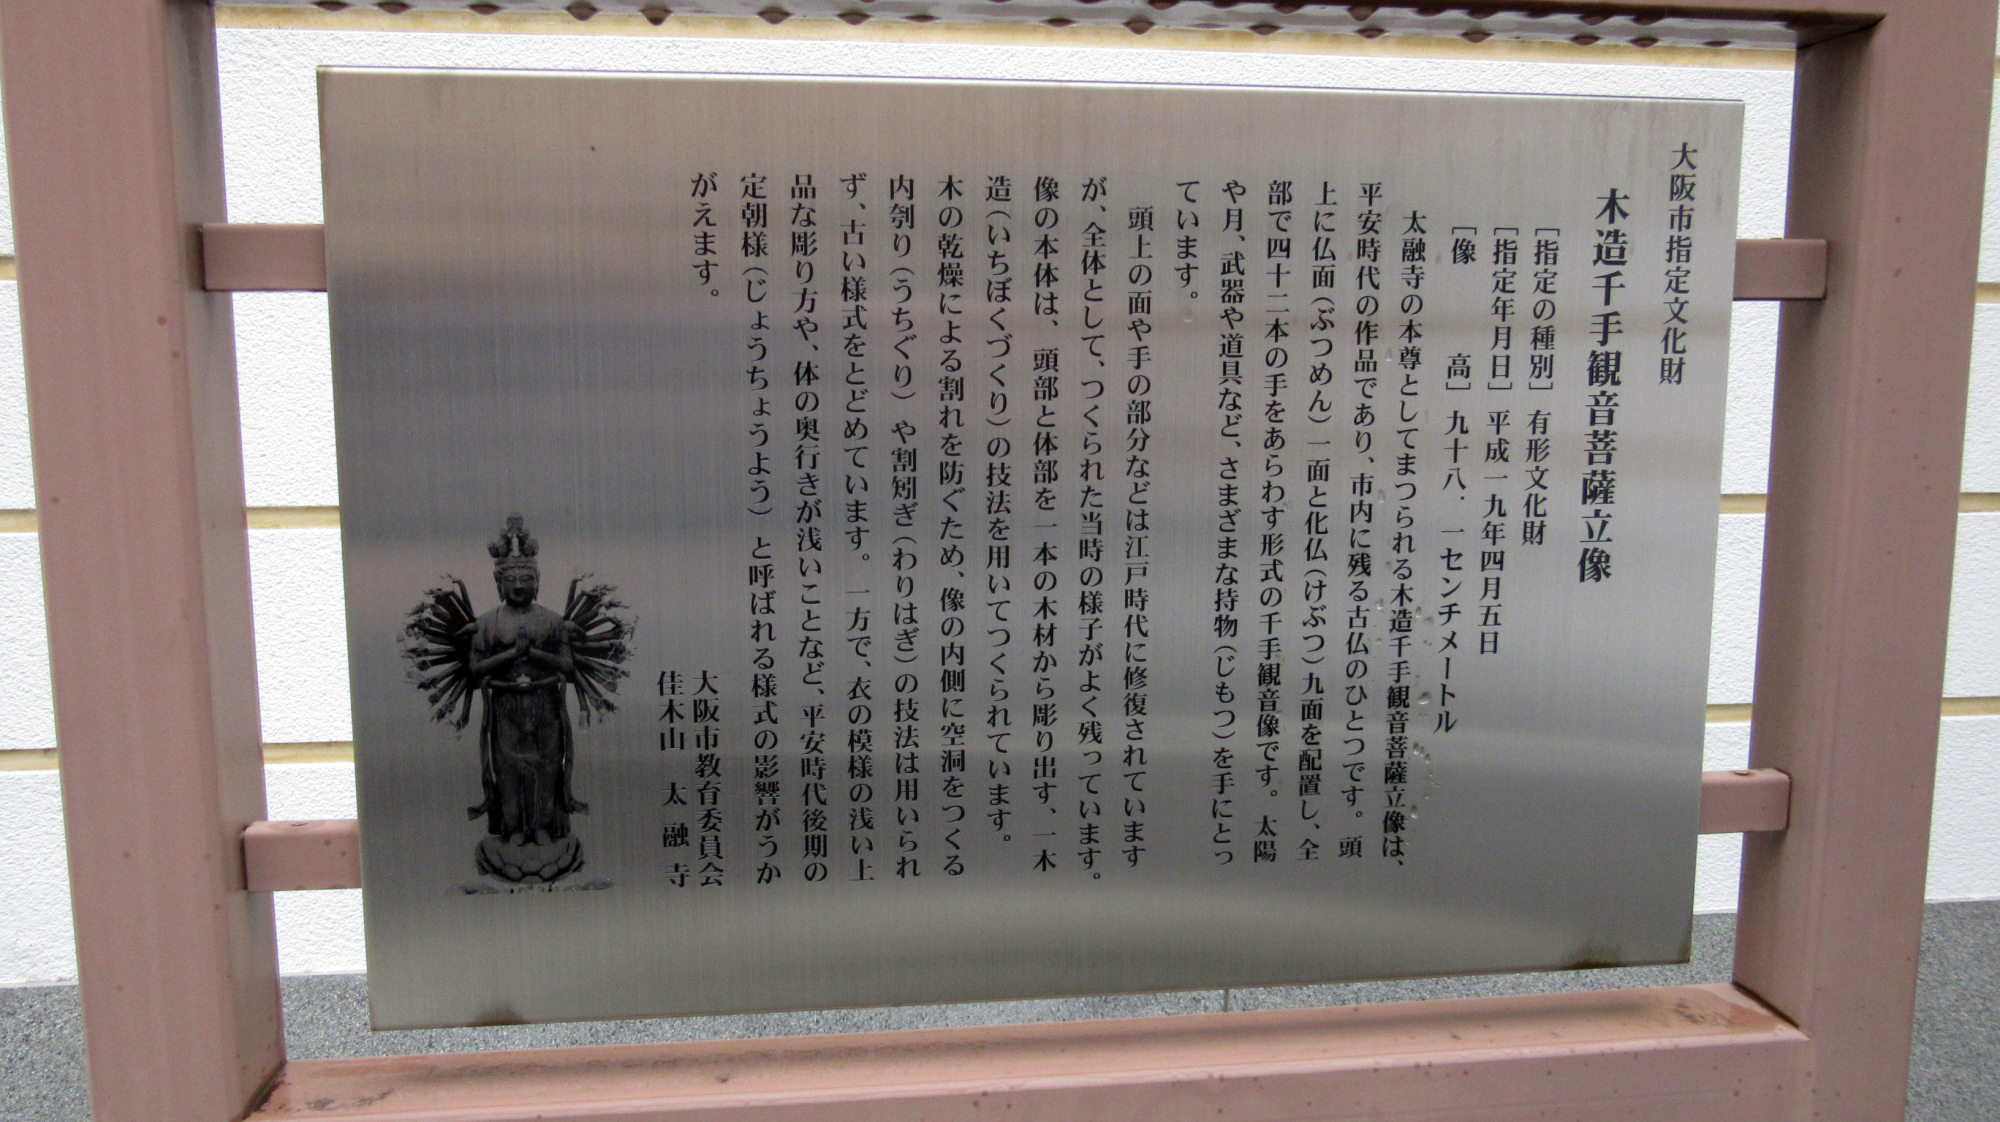 大阪市指定文化財
木造千手観音菩薩立像
［指定の種別］ 有形文化財
［指定年月日］ 平成一九年四月五日
［像　　　高］ 九十八．一センチメートル
太融寺の本尊としてまつられる木造千手観音菩薩立像は、
平安時代の作品であり、市内に残る古仏のひとつです。頭
上に仏面（ぶつめん）一面と化仏（けぶつ）九面を配置し、全
部で四十二本の手をあらわす形式の千手観音像です。太陽
や月、武器や道具など、さまざまな持物（じもつ）を手にとっ
ています。
頭上の面や手の部分などは江戸時代に修復されています
が、全体として、つくられた当時の様子がよく残っています。
像の本体は、頭部と体部を一本の木材から彫り出す、一木
造（いちぼくづくり）の技法を用いてつくられています。
木の乾燥による割れを防ぐため、像の内側に空洞をつくる
内刳り（うちぐり）や割矧ぎ（わりはぎ）の技法は用いられ
ず、古い様式をとどめています。一方で、衣の模様の浅い上
品な彫り方や、体の奥行きが浅いことなど、平安時代後期の
定朝様（じょうちょうよう）と呼ばれる様式の影響がうか
がえます。
大阪市教育委員会
佳木山　太融寺